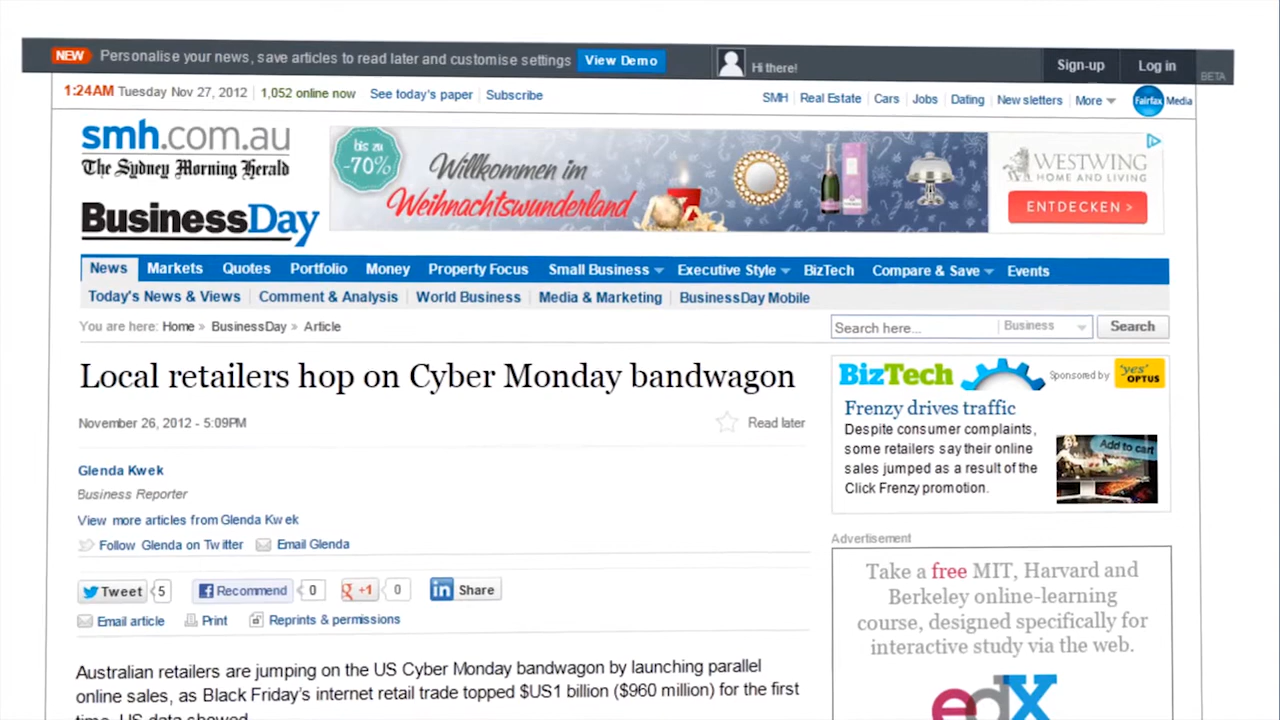 NEW Personalise your news, save articles to read later and customise settings View Demo Hi there! Sign-up Log in BETA
1:24AM Tuesday Nov 27, 2012 1,052 online now See today's paper Subscribe SMH Real Estate Cars Jobs Dating New sletters More Fairfax Media
smh.com.au
The Sydney Morning Herald
BusinessDay
bis zu
-70%
Willkommen im
Weihnachtswunderland
WESTWING
HOME AND LIVING
ENTDECKEN >
News Markets Quotes Portfolio Money Property Focus Small Business Executive Style BizTech Compare & Save Events
Today's News & Views Comment & Analysis World Business Media & Marketing BusinessDay Mobile
You are here: Home » BusinessDay » Article
Search here... Business Search
Local retailers hop on Cyber Monday bandwagon
November 26, 2012 - 5:09PM Read later
Glenda Kwek
Business Reporter
View more articles from Glenda Kwek
Follow Glenda on Twitter Email Glenda
Tweet 5 Recommend 0 +1 0 in Share
Email article Print Reprints & permissions
Australian retailers are jumping on the US Cyber Monday bandwagon by launching parallel
online sales, as Black Friday's internet retail trade topped $US1 billion ($960 million) for the first
time, US data showed
BizTech Sponsored by 'yes' OPTUS
Frenzy drives traffic
Despite consumer complaints,
some retailers say their online
sales jumped as a result of the
Click Frenzy promotion.
Add to cart
Advertisement
Take a free MIT, Harvard and
Berkeley online-learning
course, designed specifically for
interactive study via the web.
edX